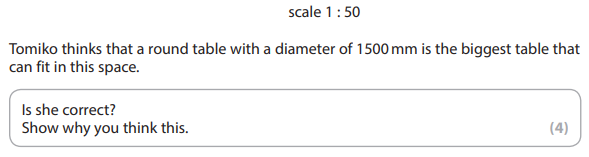 scale 1 : 50
Tomiko thinks that a round table with a diameter of 1500 mm is the biggest table that
can fit in this space.
Is she correct?
Show why you think this.
(4)